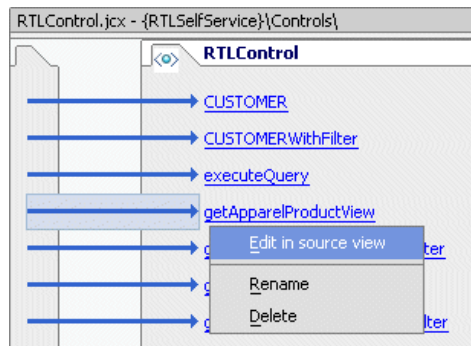 RTLControl.jcx - {RTLSelfService}\Controls\
RTLControl
CUSTOMER
CUSTOMERWithFilter
executeQuery
getApparelProductView
Edit in source view
ter
Rename
Delete
lter